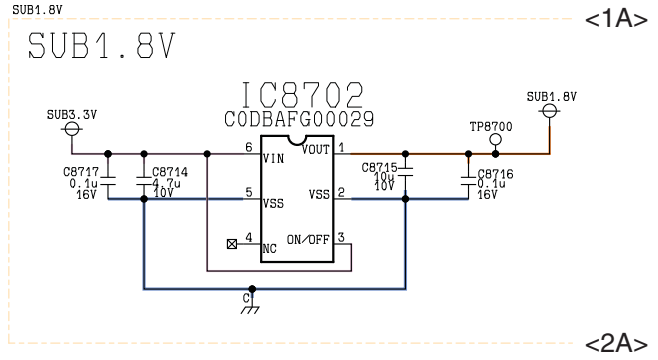 SUB1.8V
<1A>
SUB1.8V
IC8702
C0DBAFG00029
SUB3.3V
SUB1.8V
TP8700
6
VIN
VOUT
1
C8717
0.1u
16V
C8714
4.7u
10V
C8715
10u
10V
C8716
0.1u
16V
5
VSS
VSS
2
4
NC
ON/OFF
3
C
<2A>